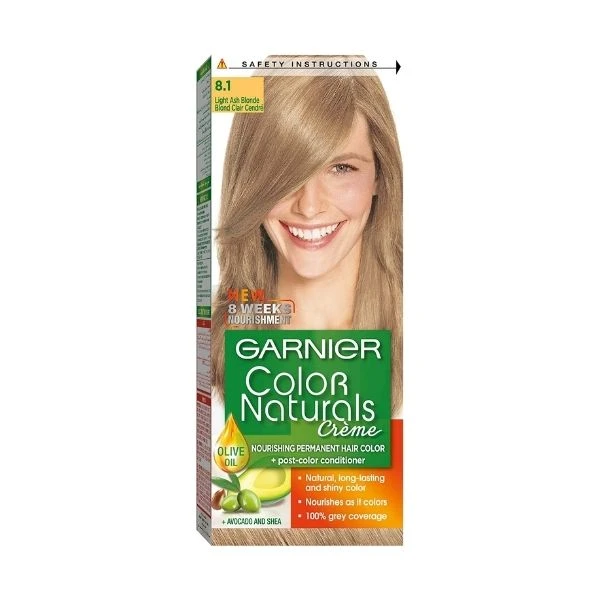 SAFETY INSTRUCTIONS
8.1
Light Ash Blonde
Blond Clair Cendré
NEW
8 WEEKS
NOURISHMENT
GARNIER
Color
Naturals
Crème
NOURISHING PERMANENT HAIR COLOR
+ post-color conditioner
OLIVE
OIL
• Natural, long-lasting
and shiny color
• Nourishes as it colors
• 100% grey coverage
+ AVOCADO AND SHEA